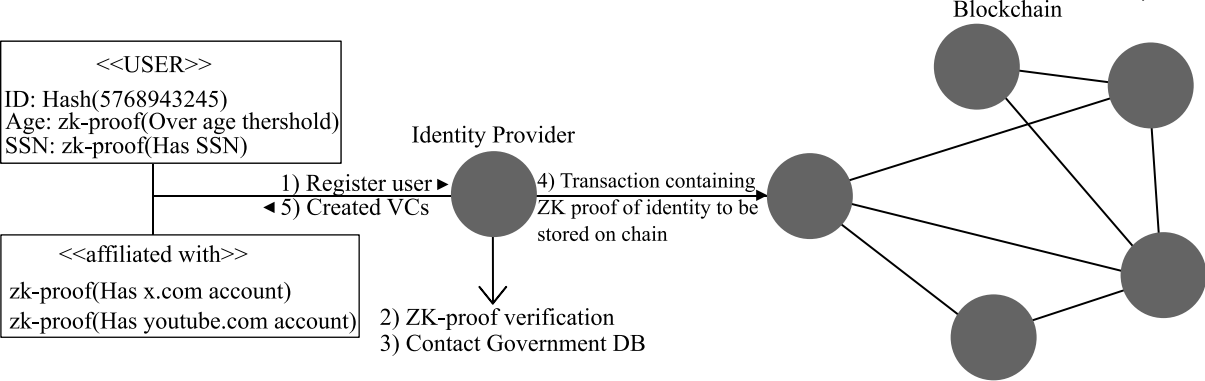 Blockchain
<<USER>>
ID: Hash(5768943245)
Age: zk-proof(Over age thershold)
SSN: zk-proof(Has SSN)
Identity Provider
1) Register user
5) Created VCs
4) Transaction containing
ZK proof of identity to be
stored on chain
<<affiliated with>>
zk-proof(Has x.com account)
zk-proof(Has youtube.com account)
2) ZK-proof verification
3) Contact Government DB